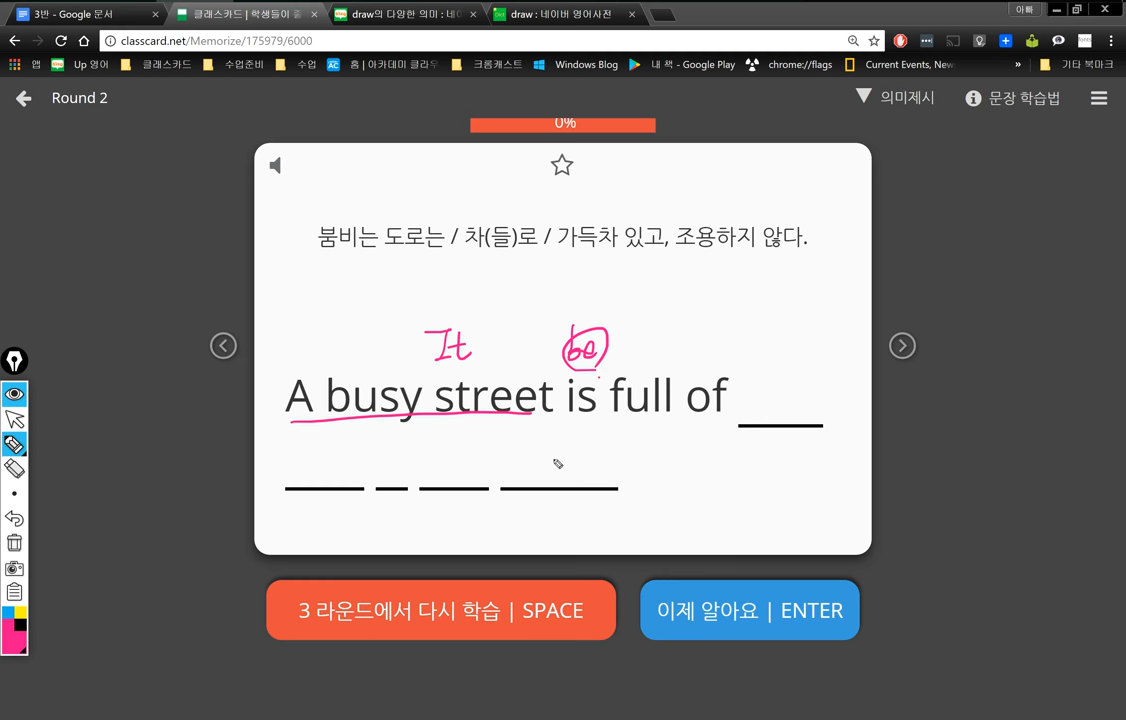 3반 - Google 문서
클래스카드 | 학생들이 줄
draw의 다양한 의미 : 네이
draw : 네이버 영어사전
아빠
classcard.net/Memorize/175979/6000
앱
Up 영어
클래스카드
수업준비
수업
홈 | 아카데미 클라우
크롬캐스트
Windows Blog
내 책 - Google Play
chrome://flags
Current Events, New
»
기타 북마크
Round 2
의미제시
문장 학습법
0%
붐비는 도로는 / 차(들)로 / 가득차 있고, 조용하지 않다.
It be
A busy street is full of
3 라운드에서 다시 학습 | SPACE
이제 알아요 | ENTER